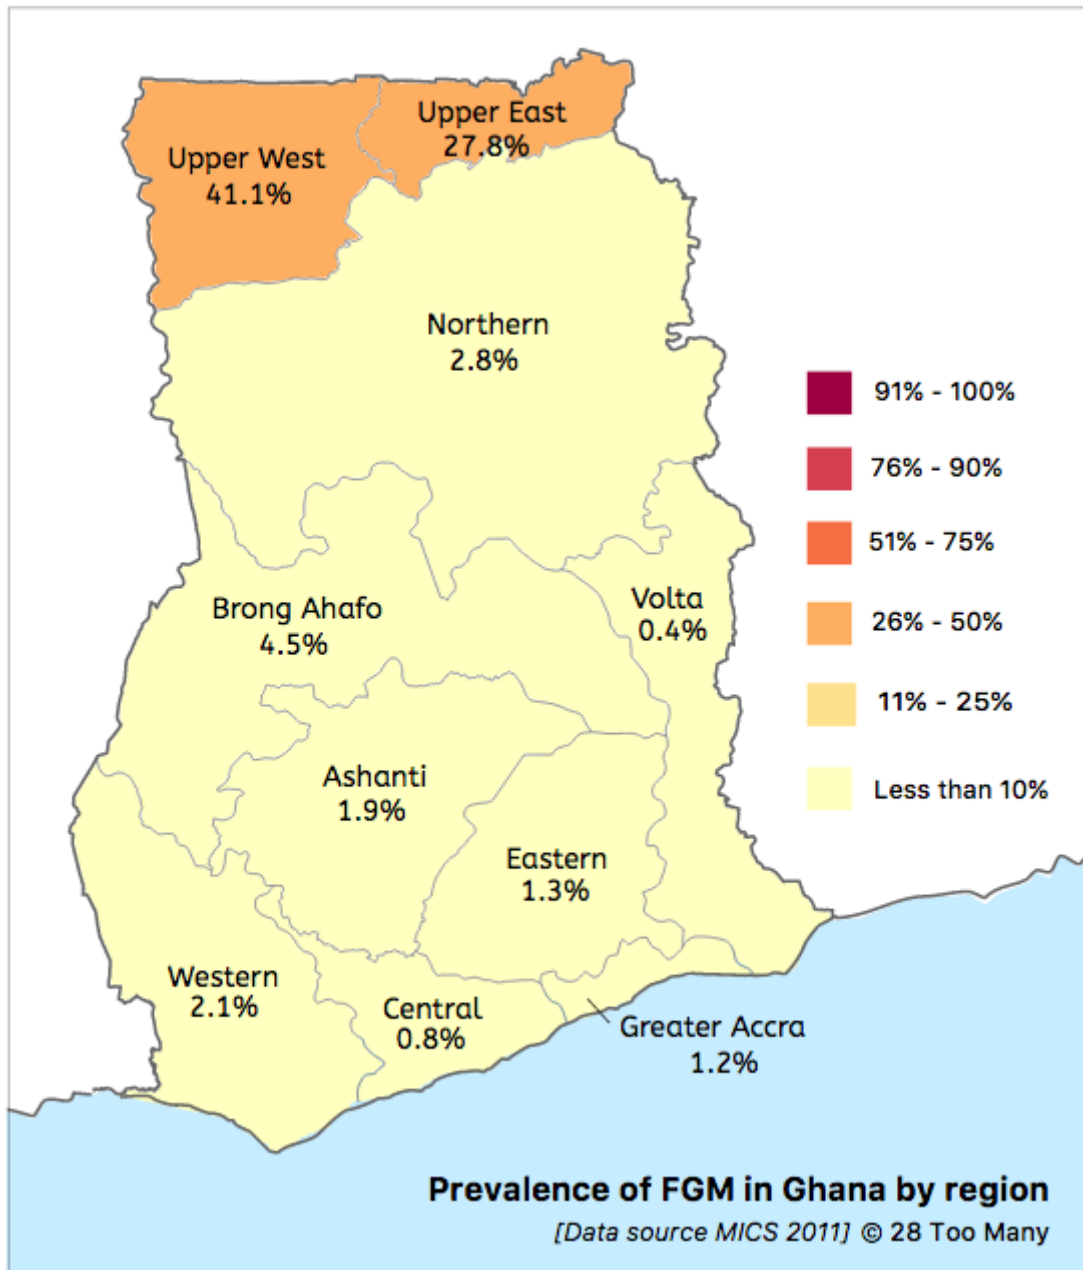 Upper East
27.8%
Upper West
41.1%
Northern
2.8%
91% - 100%
76% - 90%
51% - 75%
26% - 50%
11% - 25%
Less than 10%
Volta
0.4%
Brong Ahafo
4.5%
Ashanti
1.9%
Eastern
1.3%
Western
2.1%
Central
0.8%
Greater Accra
1.2%
Prevalence of FGM in Ghana by region
[Data source MICS 2011] © 28 Too Many